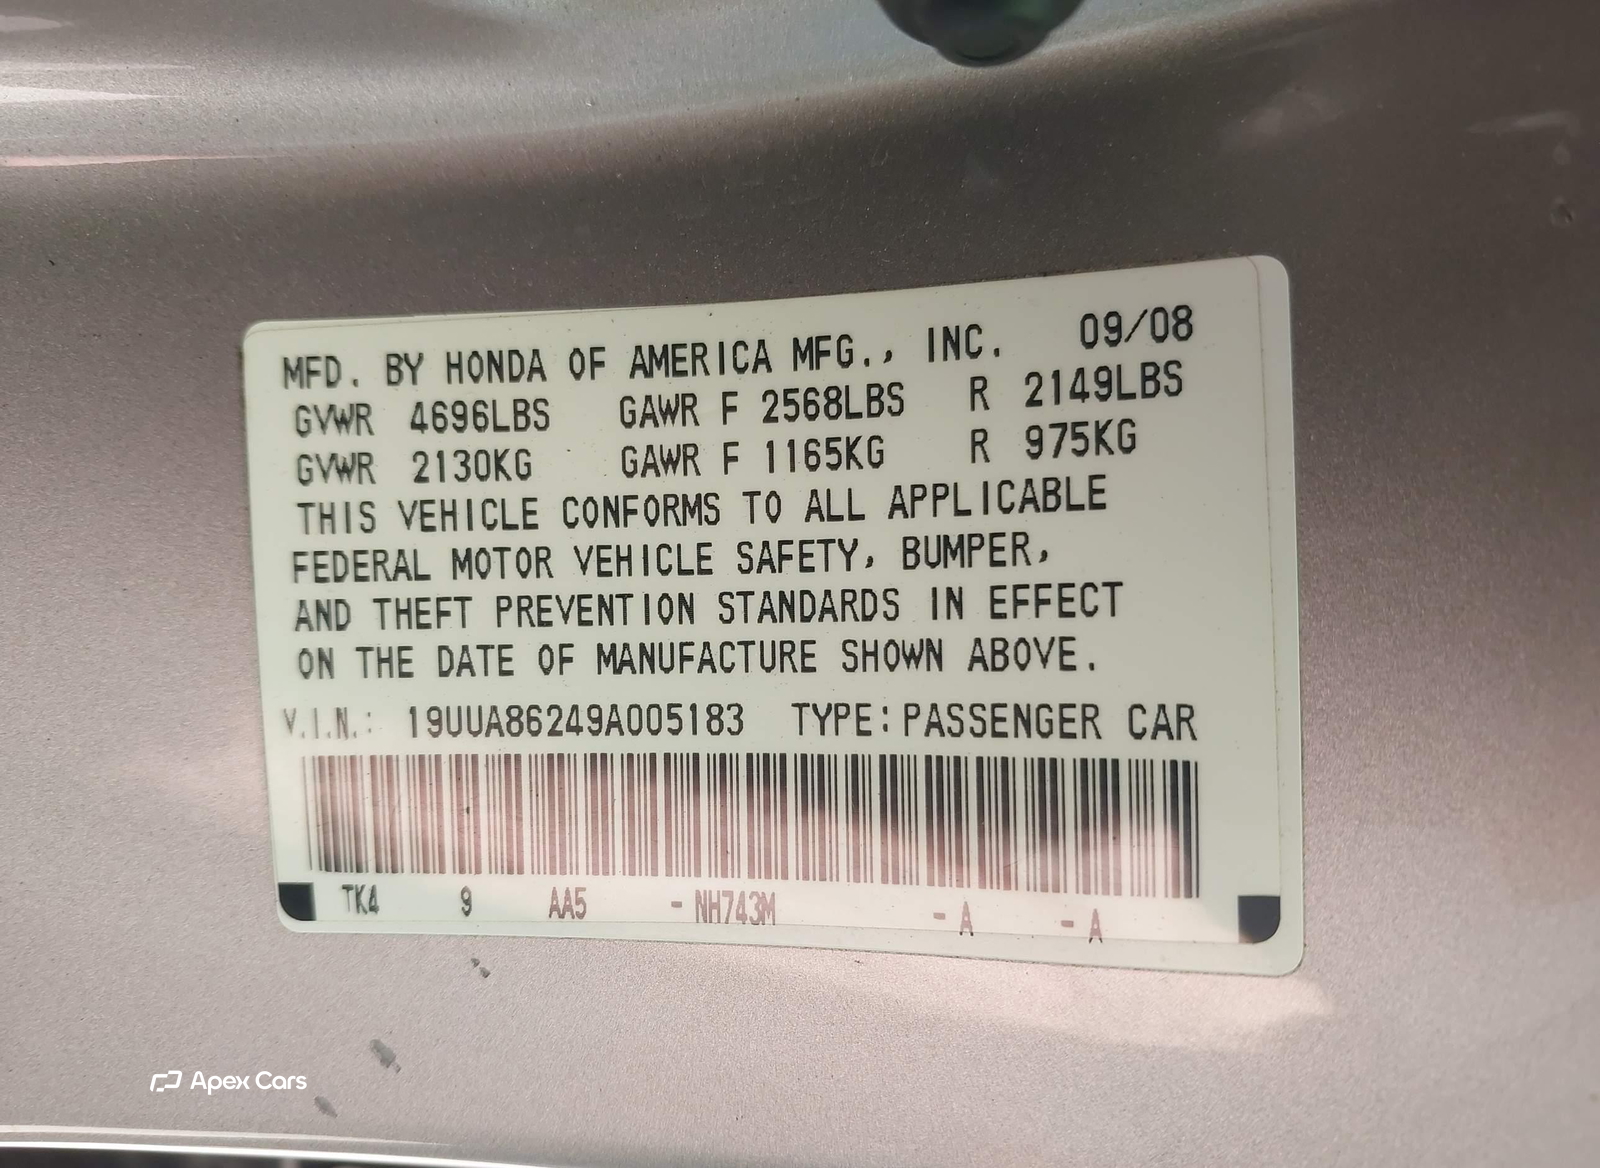 MFD. BY HONDA OF AMERICA MFG., INC. 09/08
GVWR 4696LBS GAWR F 2568LBS R 2149LBS
GVWR 2130KG GAWR F 1165KG R 975KG
THIS VEHICLE CONFORMS TO ALL APPLICABLE
FEDERAL MOTOR VEHICLE SAFETY, BUMPER,
AND THEFT PREVENTION STANDARDS IN EFFECT
ON THE DATE OF MANUFACTURE SHOWN ABOVE.
V.I.N.: 19UUA86249A005183 TYPE: PASSENGER CAR
TK4 9 AA5 - NH743M - A - A
Apex Cars